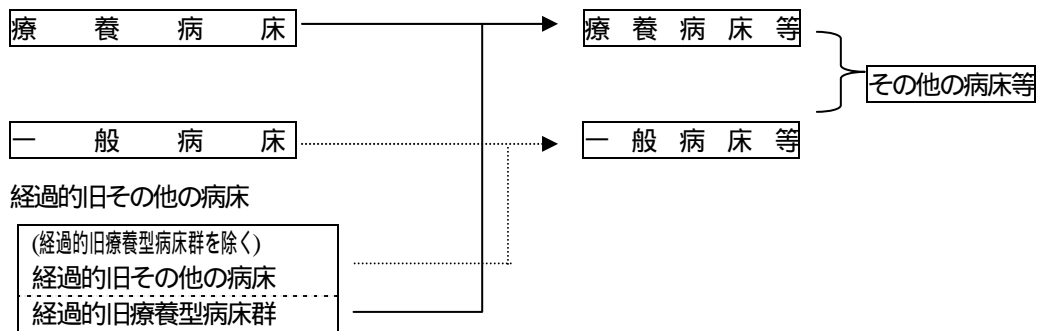 療養病床
療養病床等
その他の病床等
一般病床
一般病床等
経過的旧その他の病床
(経過的旧療養型病床群を除く)
経過的旧その他の病床
経過的旧療養型病床群